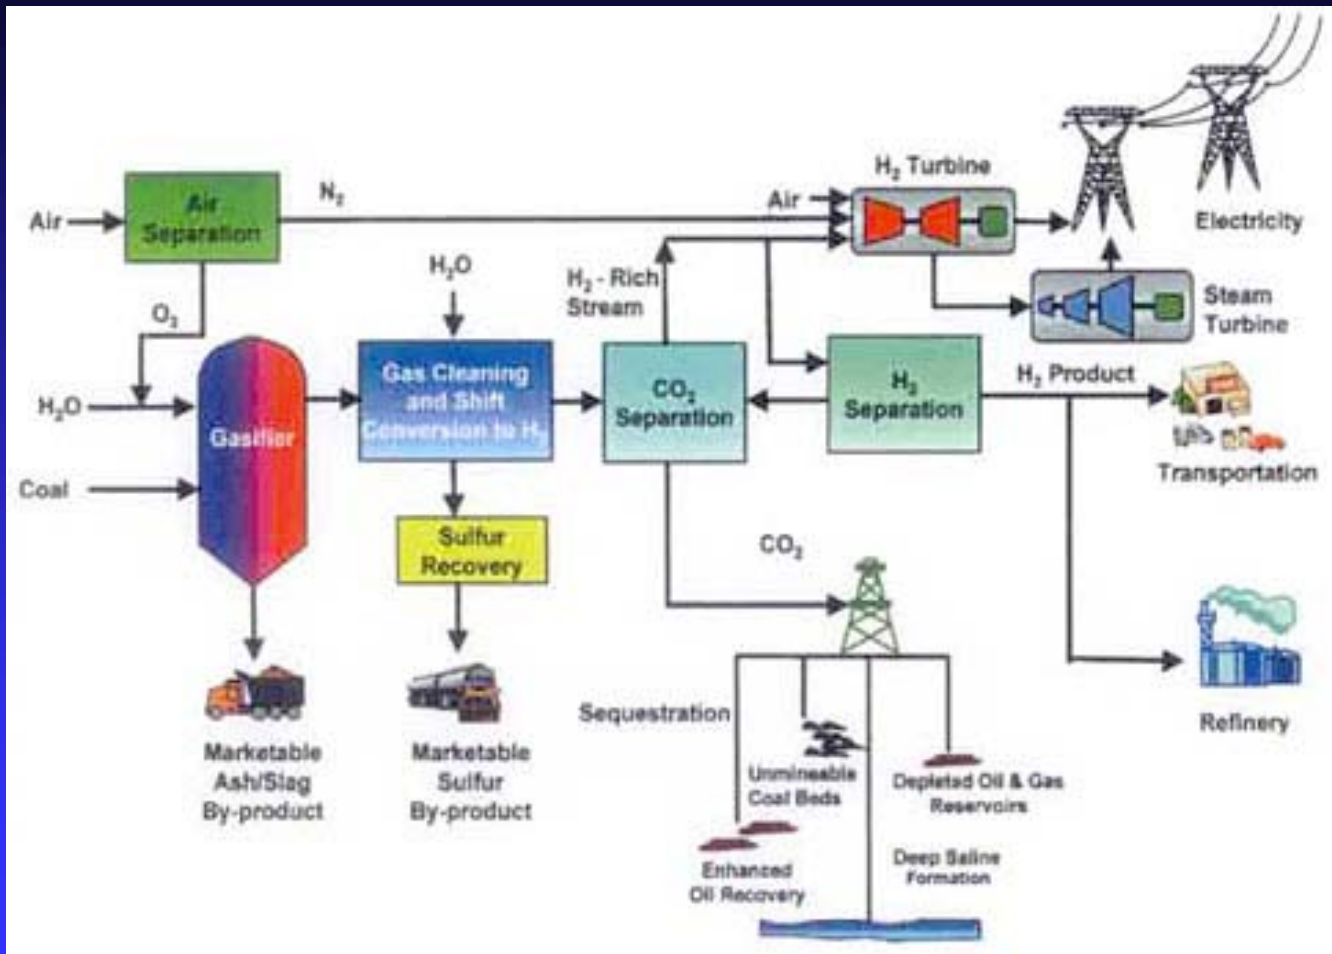 H₂ Turbine
Air
Air
Separation
N₂
Air
Electricity
H₂O
H₂ - Rich
Stream
Steam
Turbine
O₂
Gas Cleaning
and Shift
Conversion to H₂
CO₂
Separation
H₂
Separation
H₂ Product
H₂O
Gasifier
Transportation
Coal
Sulfur
Recovery
CO₂
Sequestration
Refinery
Marketable
Ash/Slag
By-product
Marketable
Sulfur
By-product
Unmineable
Coal Beds
Depleted Oil & Gas
Reservoirs
Enhanced
Oil Recovery
Deep Saline
Formation